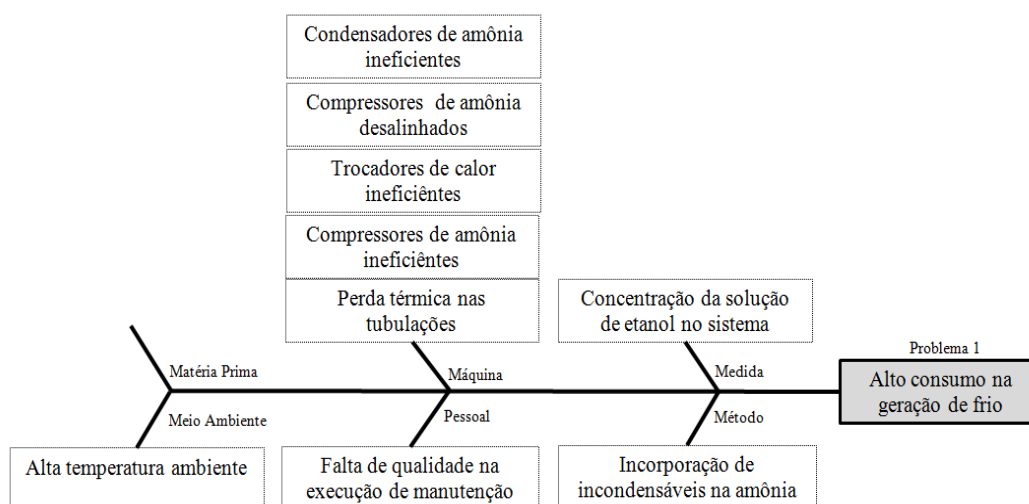 Condensadores de amônia
ineficientes
Compressores de amônia
desalinhados
Trocadores de calor
ineficiêntes
Compressores de amônia
ineficiêntes
Perda térmica nas
tubulações
Concentração da solução
de etanol no sistema
Problema 1
Matéria Prima
Máquina
Medida
Alto consumo na
geração de frio
Meio Ambiente
Pessoal
Método
Alta temperatura ambiente
Falta de qualidade na
execução de manutenção
Incorporação de
incondensáveis na amônia